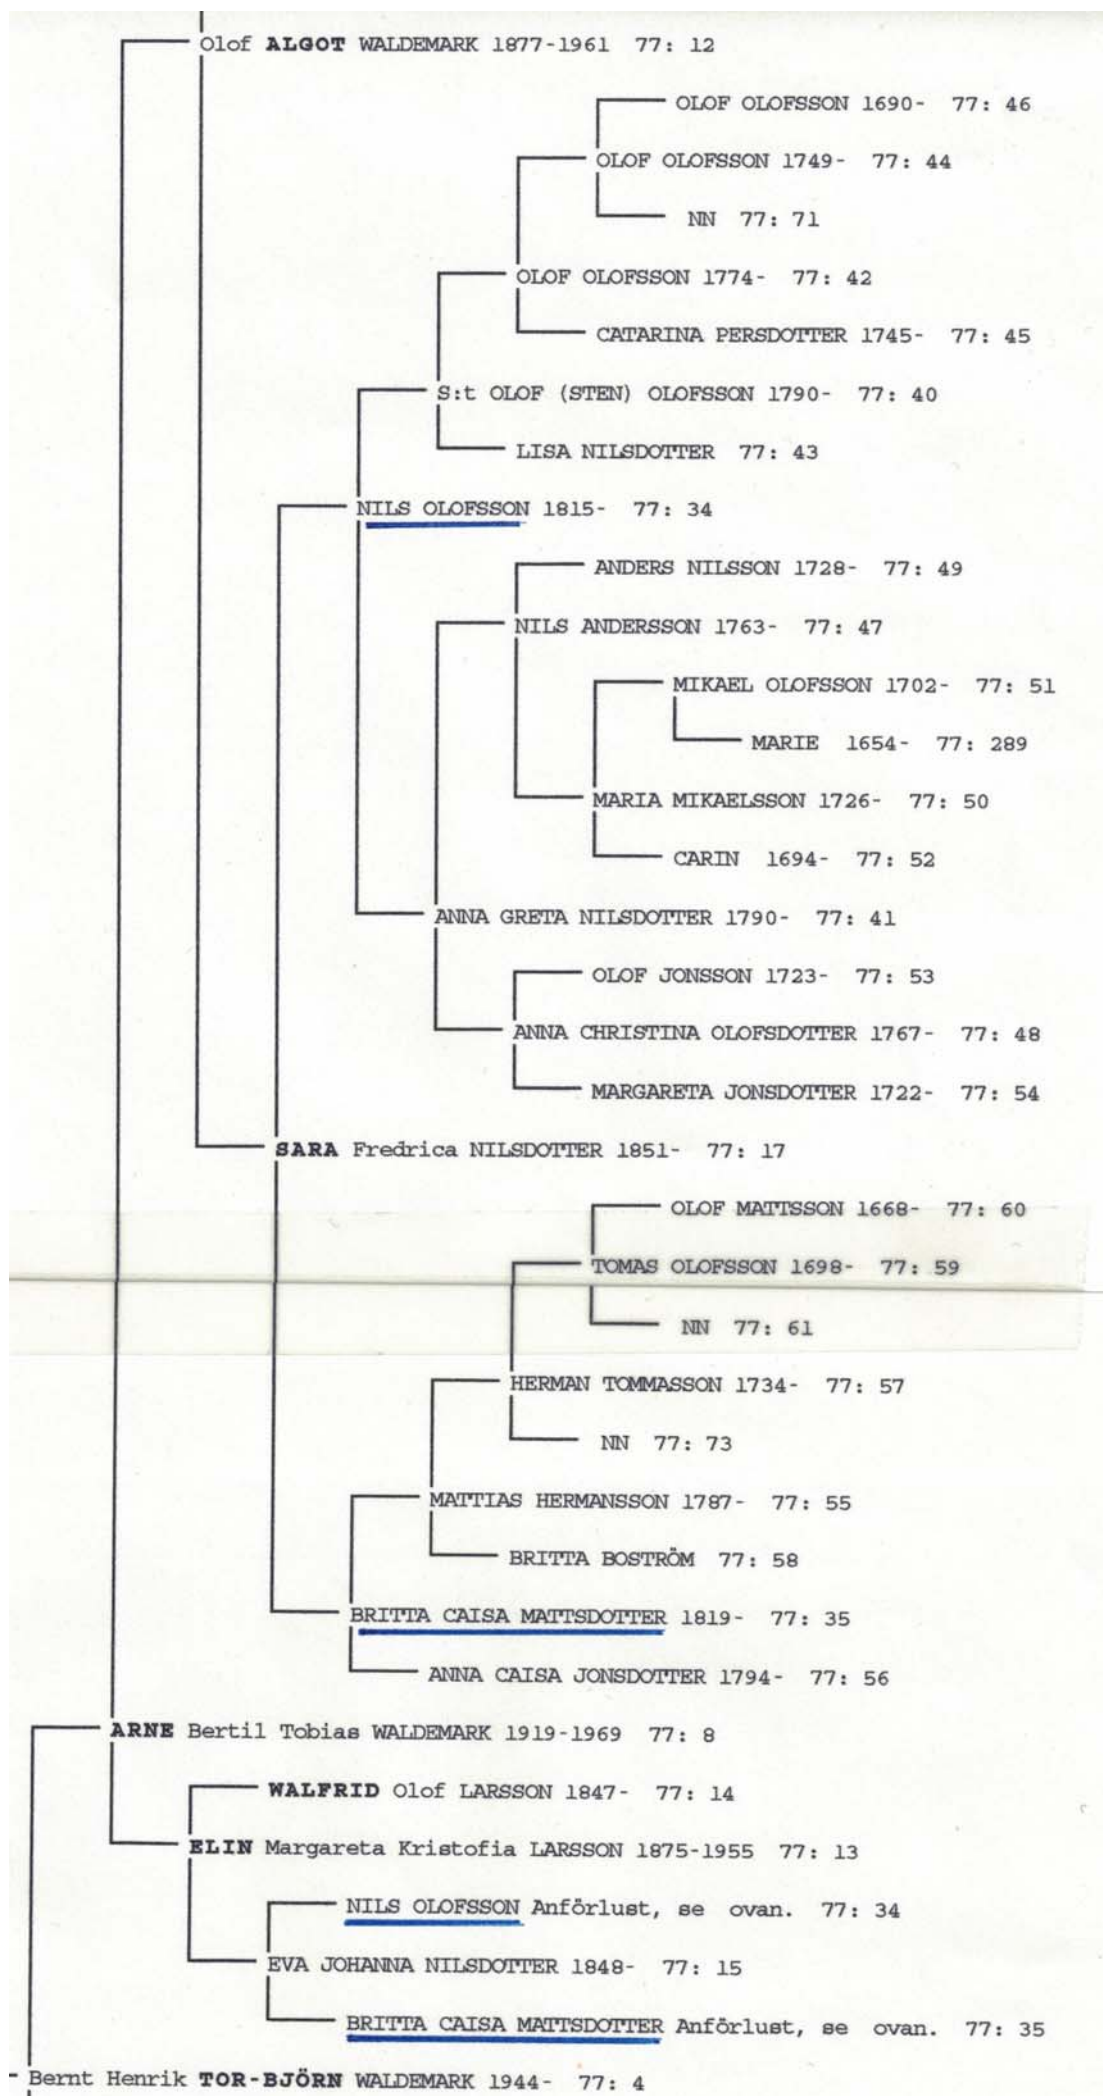 Olof ALGOT WALDEMARK 1877-1961 77: 12
OLOF OLOFSSON 1690- 77: 46
OLOF OLOFSSON 1749- 77: 44
NN 77: 71
OLOF OLOFSSON 1774- 77: 42
CATARINA PERSDOTTER 1745- 77: 45
S:t OLOF (STEN) OLOFSSON 1790- 77: 40
LISA NILSDOTTER 77: 43
NILS OLOFSSON 1815- 77: 34
ANDERS NILSSON 1728- 77: 49
NILS ANDERSSON 1763- 77: 47
MIKAEL OLOFSSON 1702- 77: 51
MARIE 1654- 77: 289
MARIA MIKAELSSON 1726- 77: 50
CARIN 1694- 77: 52
ANNA GRETA NILSDOTTER 1790- 77: 41
OLOF JONSSON 1723- 77: 53
ANNA CHRISTINA OLOFSDOTTER 1767- 77: 48
MARGARETA JONSDOTTER 1722- 77: 54
SARA Fredrica NILSDOTTER 1851- 77: 17
OLOF MATTSSON 1668- 77: 60
TOMAS OLOFSSON 1698- 77: 59
NN 77: 61
HERMAN TOMMASSON 1734- 77: 57
NN 77: 73
MATTIAS HERMANSSON 1787- 77: 55
BRITTA BOSTRÖM 77: 58
BRITTA CAISA MATTSDOTTER 1819- 77: 35
ANNA CAISA JONSDOTTER 1794- 77: 56
ARNE Bertil Tobias WALDEMARK 1919-1969 77: 8
WALFRID Olof LARSSON 1847- 77: 14
ELIN Margareta Kristofia LARSSON 1875-1955 77: 13
NILS OLOFSSON Anförlust, se ovan. 77: 34
EVA JOHANNA NILSDOTTER 1848- 77: 15
BRITTA CAISA MATTSDOTTER Anförlust, se ovan. 77: 35
Bernt Henrik TOR-BJÖRN WALDEMARK 1944- 77: 4